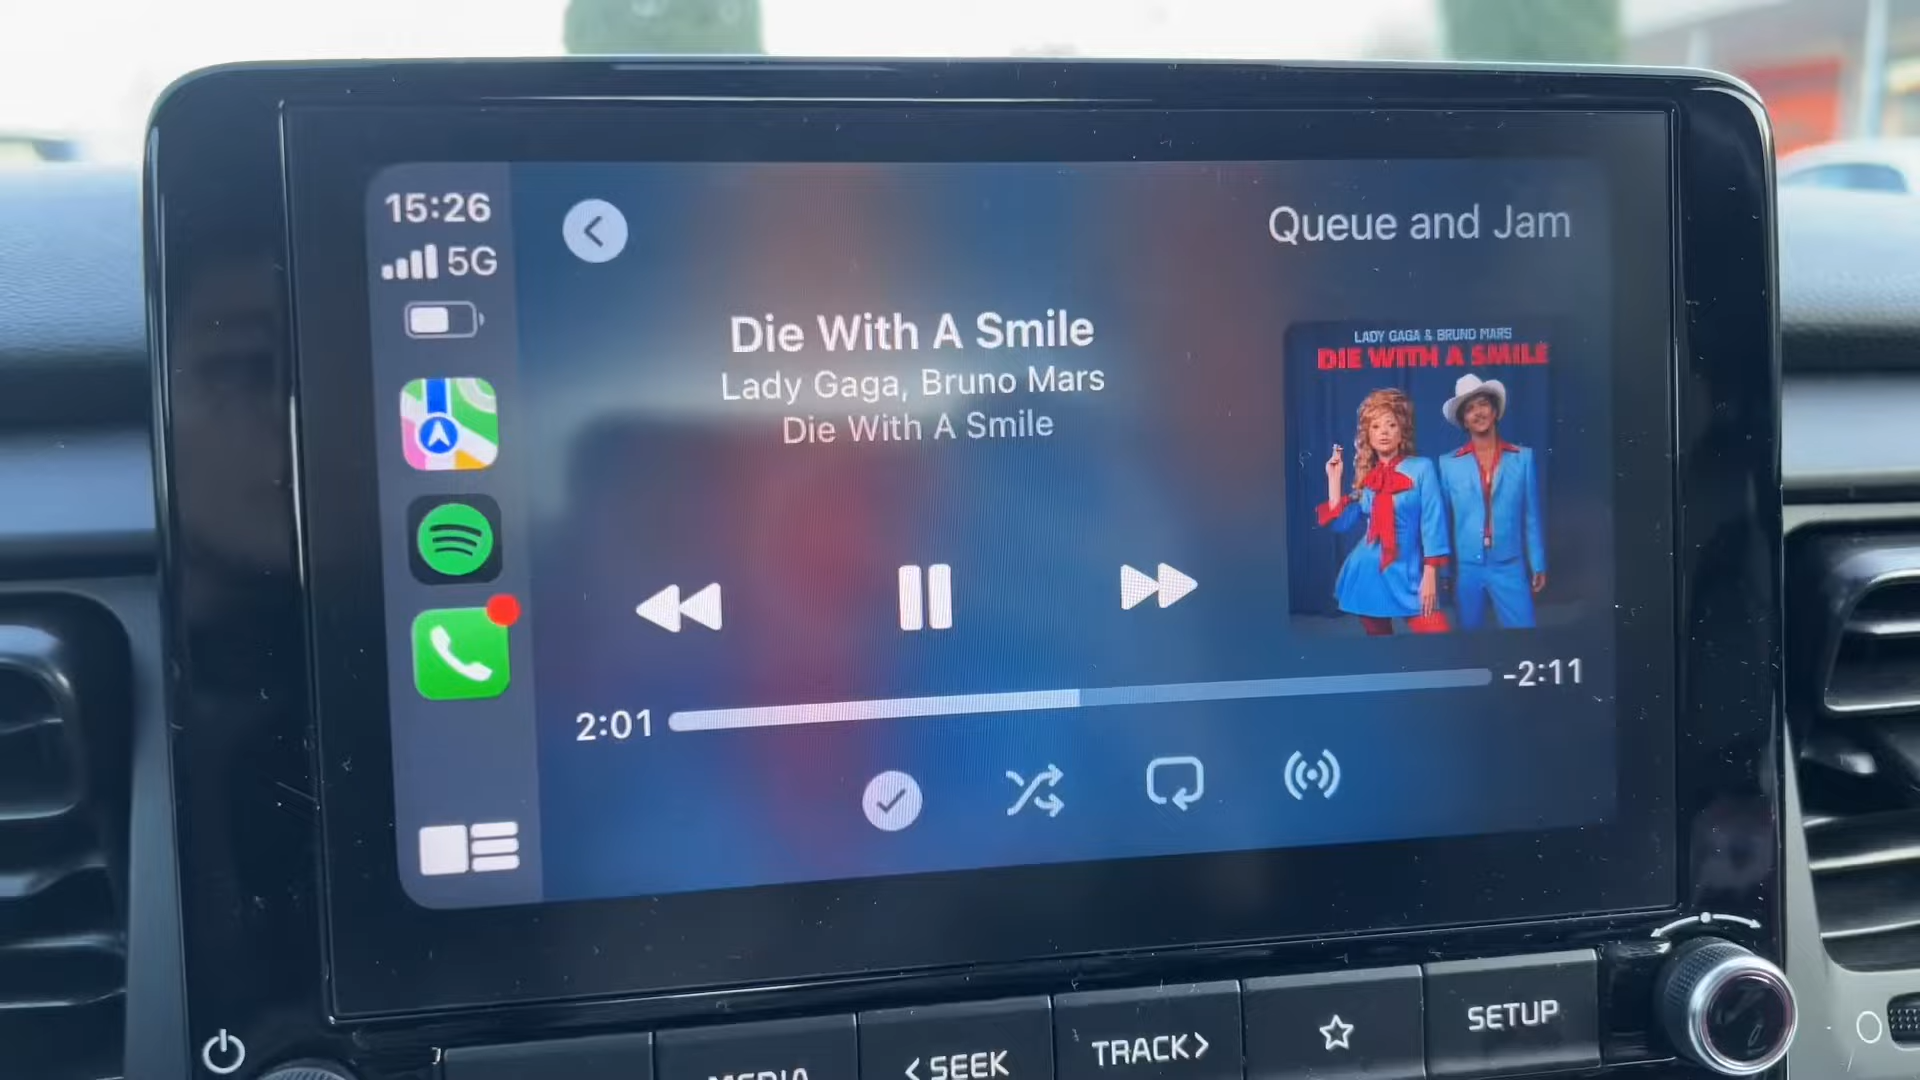 15:26
5G
Queue and Jam
Die With A Smile
Lady Gaga, Bruno Mars
Die With A Smile
LADY GAGA & BRUNO MARS
DIE WITH A SMILE
2:01
-2:11
MEDIA
<SEEK
TRACK>
SETUP